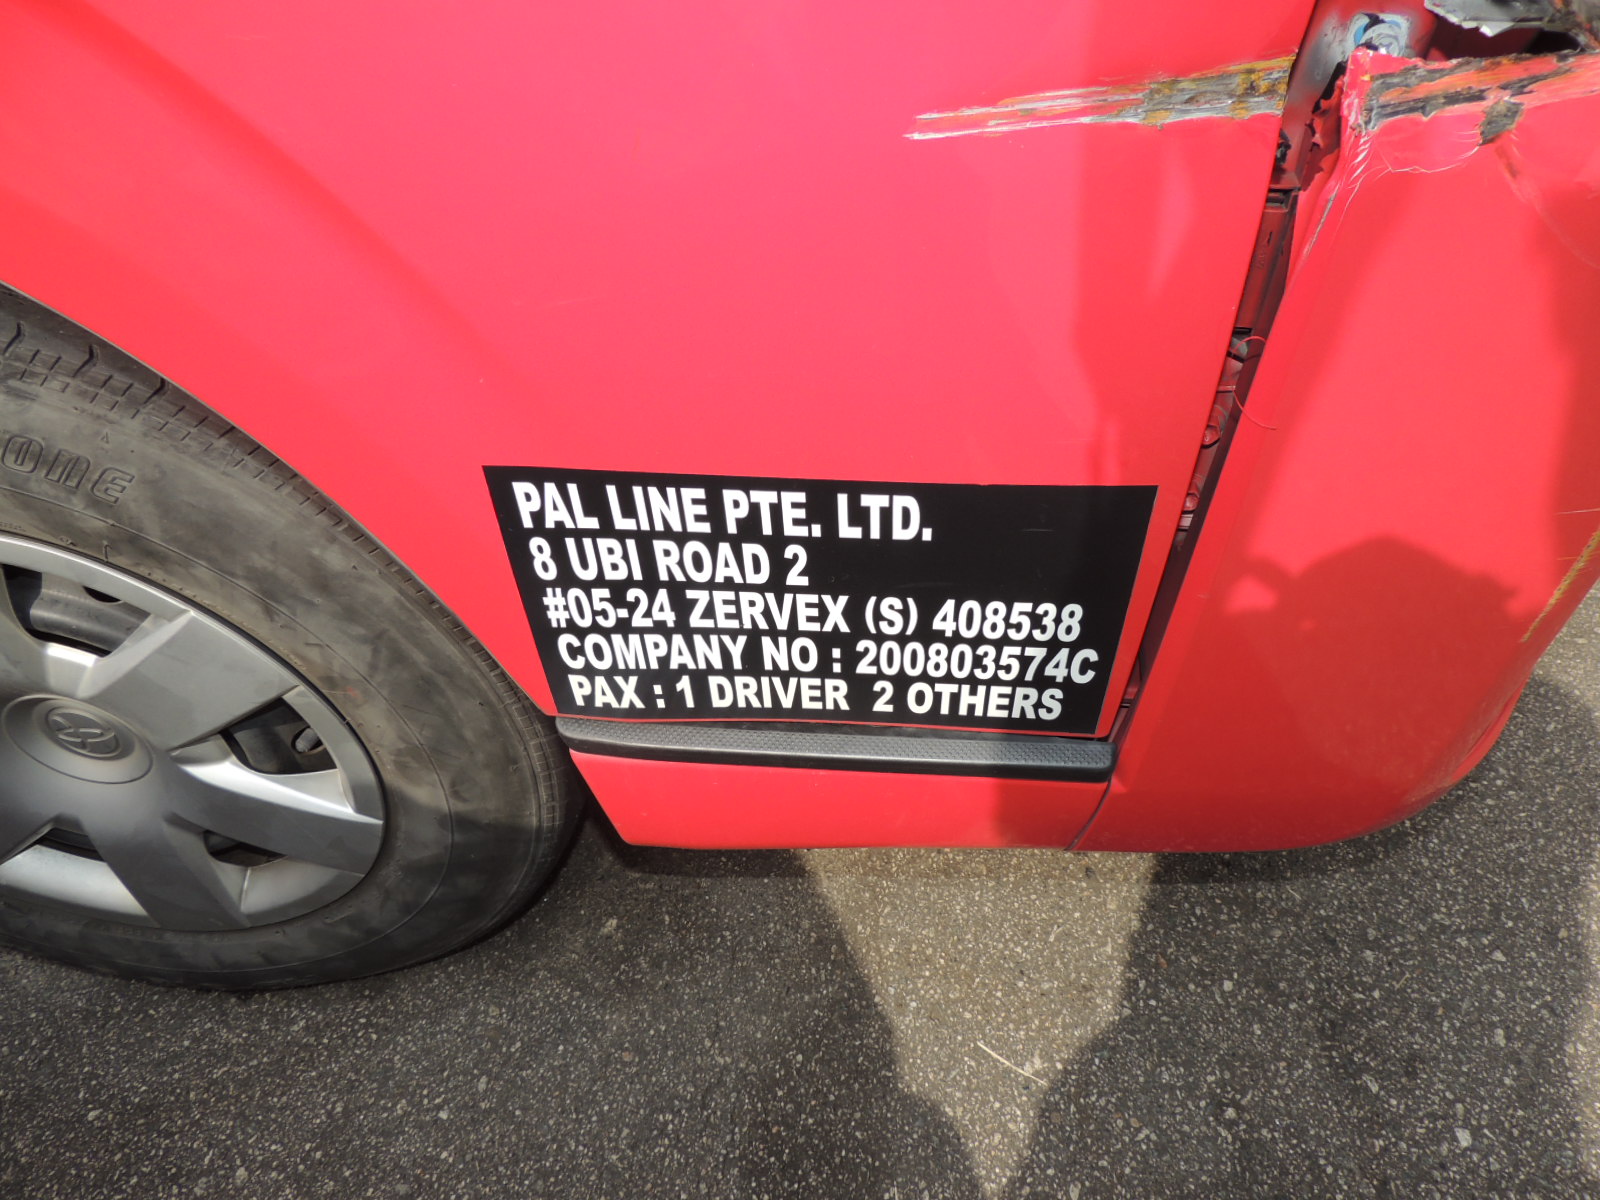 PAL LINE PTE. LTD.
8 UBI ROAD 2
#05-24 ZERVEX (S) 408538
COMPANY NO : 200803574C
PAX : 1 DRIVER 2 OTHERS